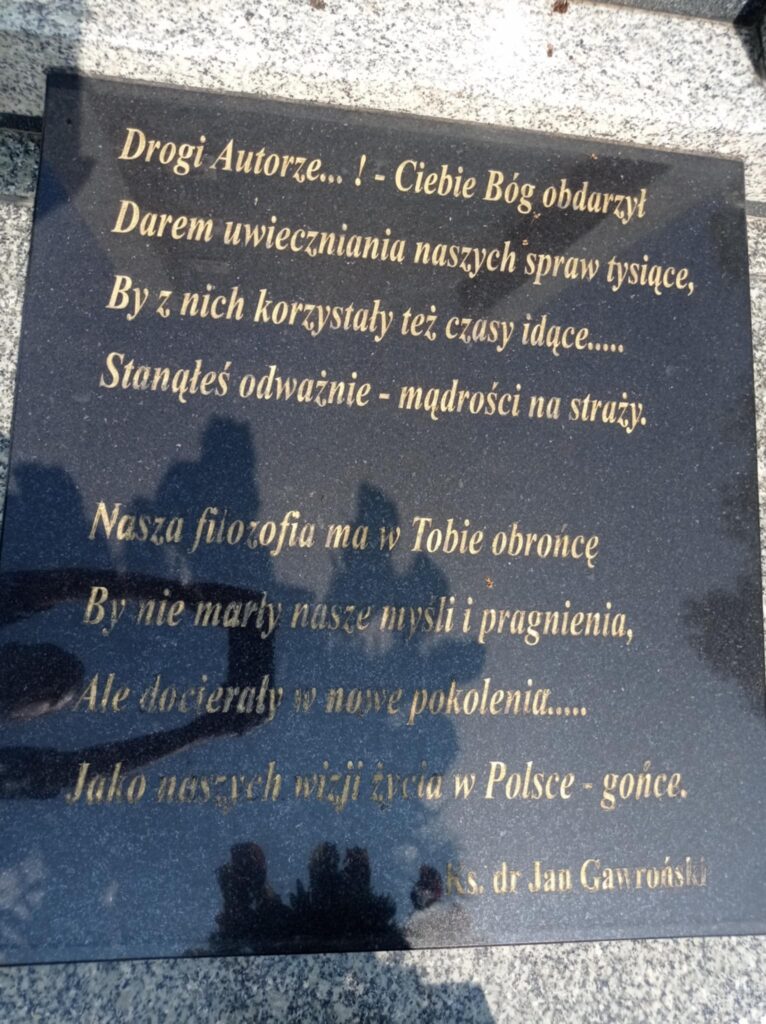 Drogi Autorze... ! - Ciebie Bóg obdarzył
Darem uwieczniania naszych spraw tysiące,
By z nich korzystały też czasy idące.....
Stanąłeś odważnie - mądrości na straży.
Nasza filozofia ma w Tobie obrońcę
By nie marły nasze myśli i pragnienia,
Ale docierały w nowe pokolenia.....
Jako naszych wizji życia w Polsce - gońce.
Ks. dr Jan Gawroński